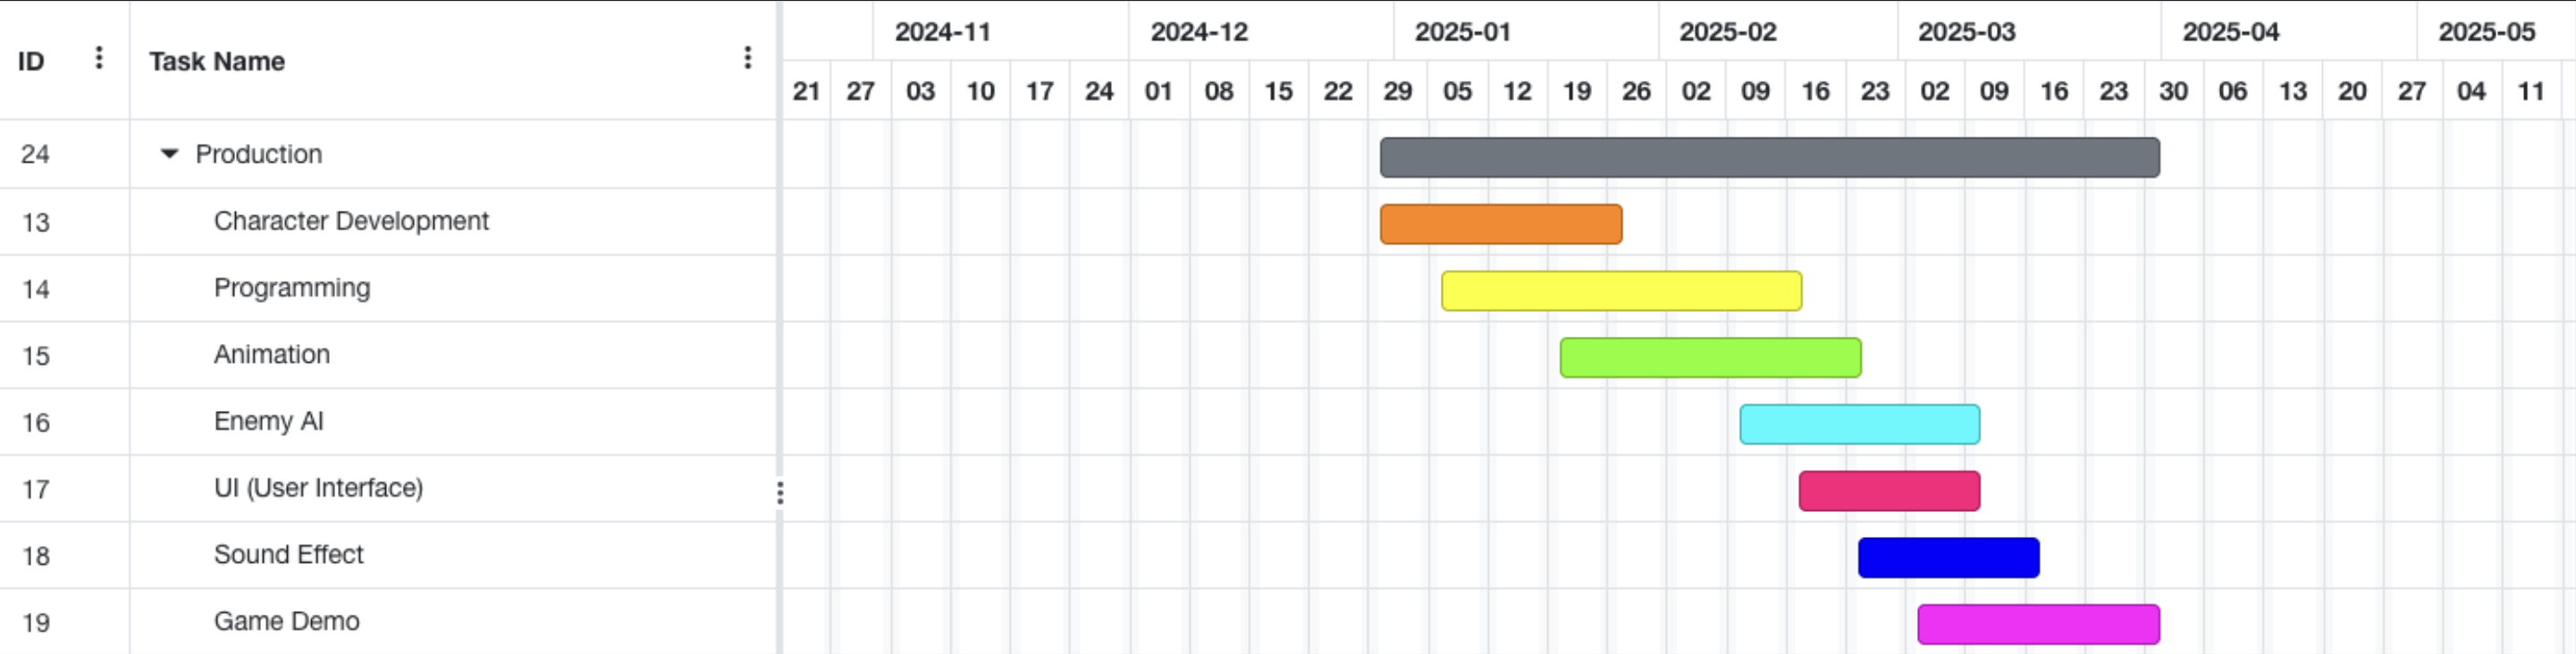 2024-11 2024-12 2025-01 2025-02 2025-03 2025-04 2025-05
ID Task Name
21 27 03 10 17 24 01 08 15 22 29 05 12 19 26 02 09 16 23 02 09 16 23 30 06 13 20 27 04 11
24 Production
13 Character Development
14 Programming
15 Animation
16 Enemy AI
17 UI (User Interface)
18 Sound Effect
19 Game Demo